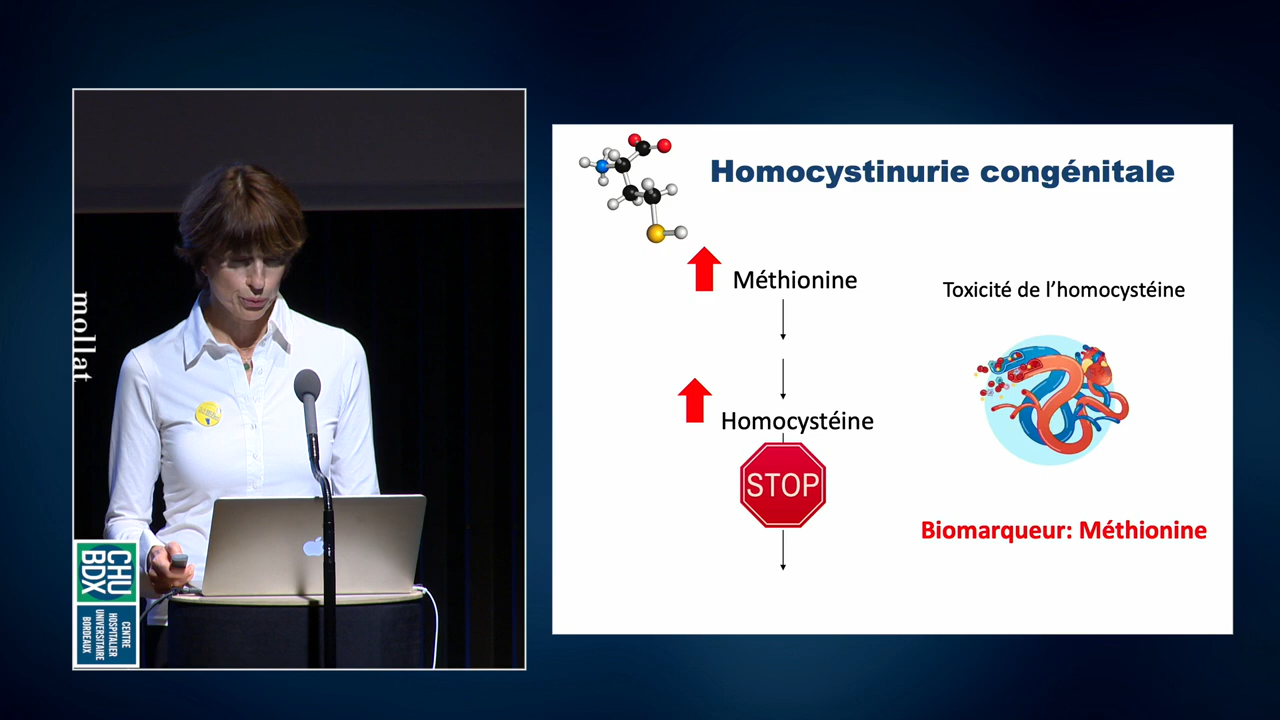 mollat
CHU
BDX
CENTRE
HOSPITALIER
UNIVERSITAIRE
BORDEAUX
Homocystinurie congénitale
Méthionine
Toxicité de l’homocystéine
Homocystéine
STOP
Biomarqueur: Méthionine